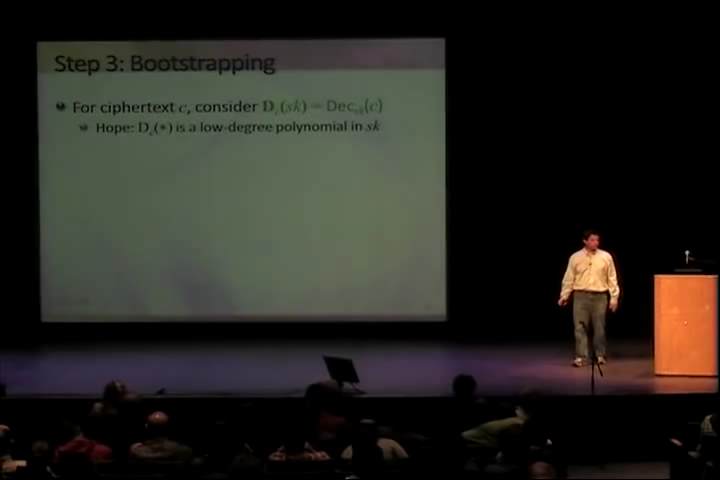 Step 3: Bootstrapping
For ciphertext c, consider Dc(sk) = Decsk(c)
Hope: Dc(*) is a low-degree polynomial in sk